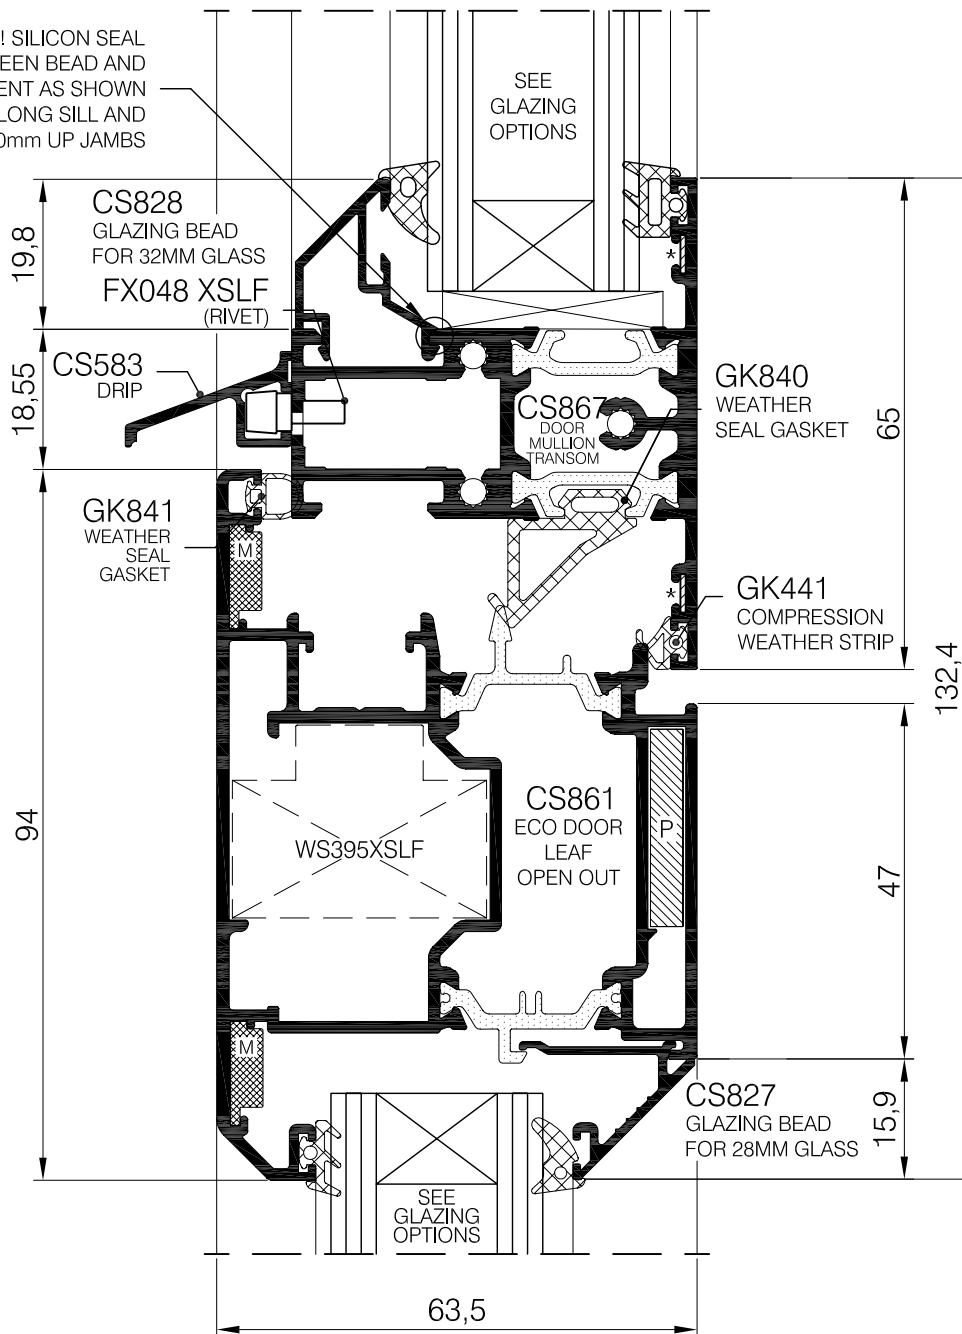 ! SILICON SEAL
EEN BEAD AND
ENT AS SHOWN
LONG SILL AND
0mm UP JAMBS
SEE
GLAZING
OPTIONS
CS828
GLAZING BEAD
FOR 32MM GLASS
FX048 XSLF
(RIVET)
CS583
DRIP
19,8
18,55
94
CS867
DOOR
MULLION
TRANSOM
*
GK840
WEATHER
SEAL GASKET
65
GK841
WEATHER
SEAL
GASKET
M
*
GK441
COMPRESSION
WEATHER STRIP
132,4
WS395XSLF
CS861
ECO DOOR
LEAF
OPEN OUT
P
47
M
CS827
GLAZING BEAD
FOR 28MM GLASS
15,9
SEE
GLAZING
OPTIONS
63,5